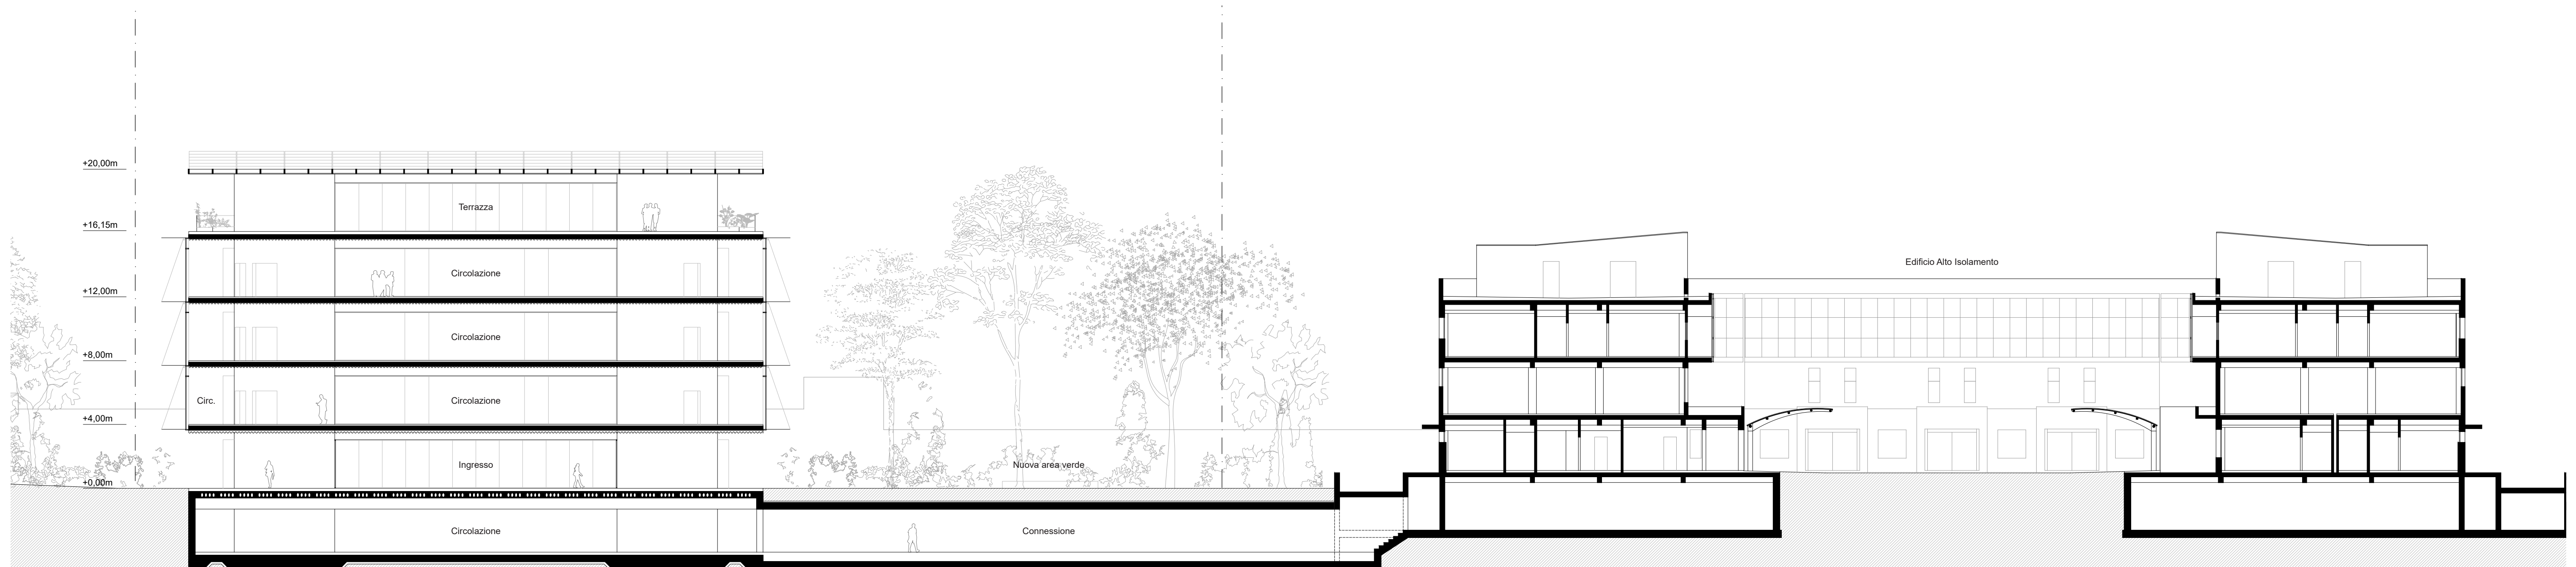 +20,00m
Terrazza
+16,15m
Edificio Alto Isolamento
Circolazione
+12,00m
Circolazione
+8,00m
Circ.
Circolazione
+4,00m
Ingresso
Nuova area verde
+0,00m
Circolazione
Connessione